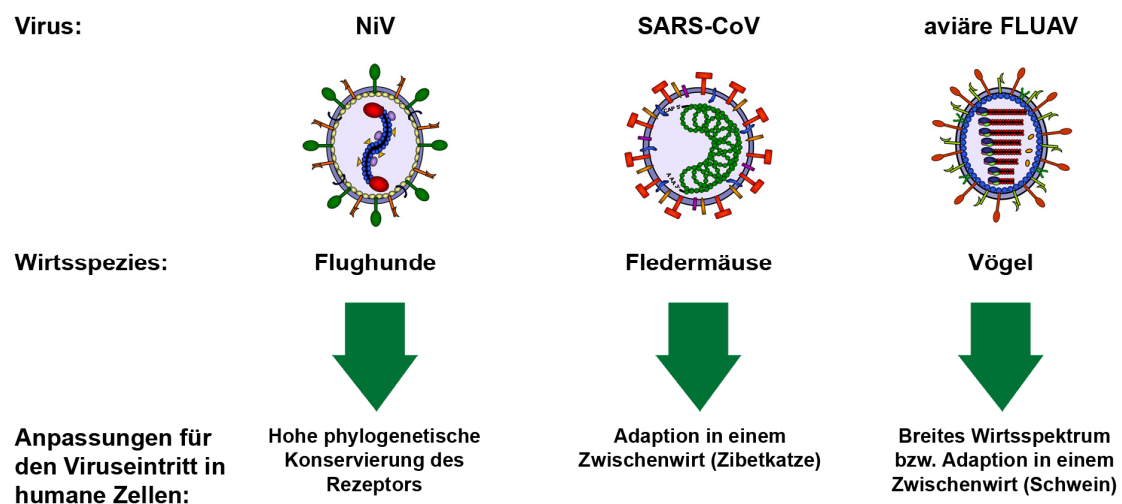 Virus: NiV SARS-CoV aviäre FLUAV
Wirtsspezies: Flughunde Fledermäuse Vögel
Anpassungen für
den Viruseintritt in
humane Zellen:
Hohe phylogenetische
Konservierung des
Rezeptors
Adaption in einem
Zwischenwirt (Zibetkatze)
Breites Wirtsspektrum
bzw. Adaption in einem
Zwischenwirt (Schwein)